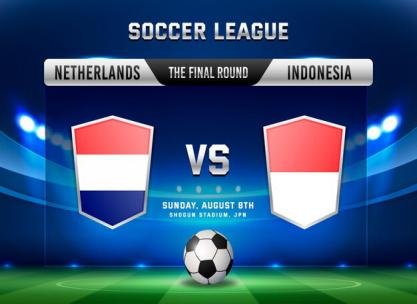 SOCCER LEAGUE
NETHERLANDS THE FINAL ROUND INDONESIA
VS
SUNDAY, AUGUST 8TH
SHOGUN STADIUM, JPN